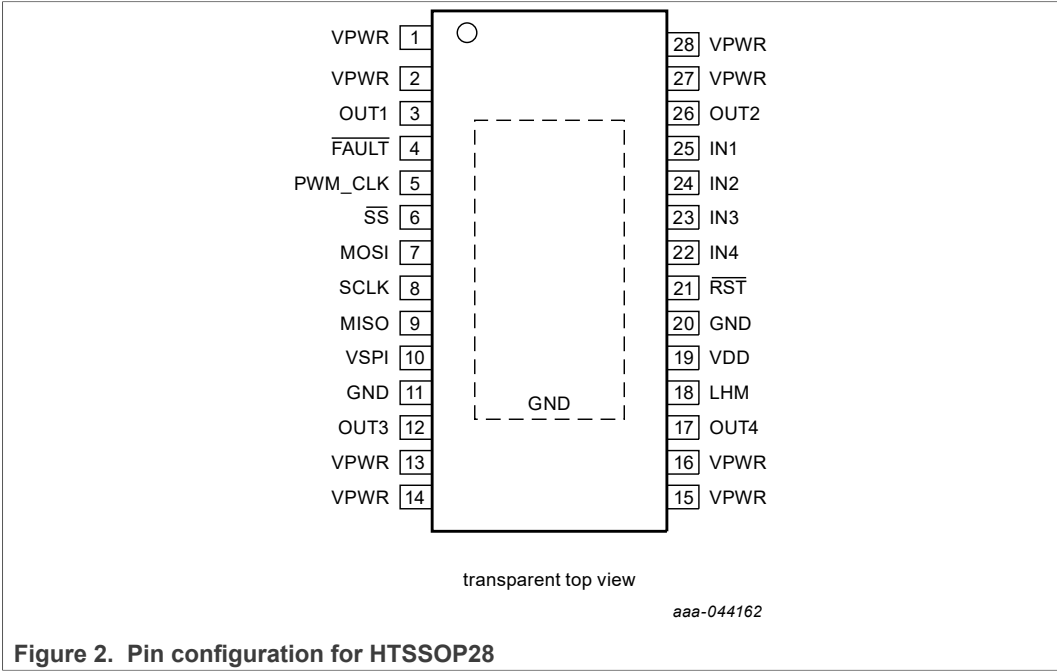 VPWR 1
28 VPWR
VPWR 2
27 VPWR
OUT1 3
26 OUT2
F̅A̅U̅L̅T̅ 4
25 IN1
PWM_CLK 5
24 IN2
S̅S̅ 6
23 IN3
MOSI 7
22 IN4
SCLK 8
21 R̅S̅T̅
MISO 9
20 GND
VSPI 10
19 VDD
GND 11
18 LHM
GND
OUT3 12
17 OUT4
VPWR 13
16 VPWR
VPWR 14
15 VPWR
transparent top view
aaa-044162
Figure 2. Pin configuration for HTSSOP28